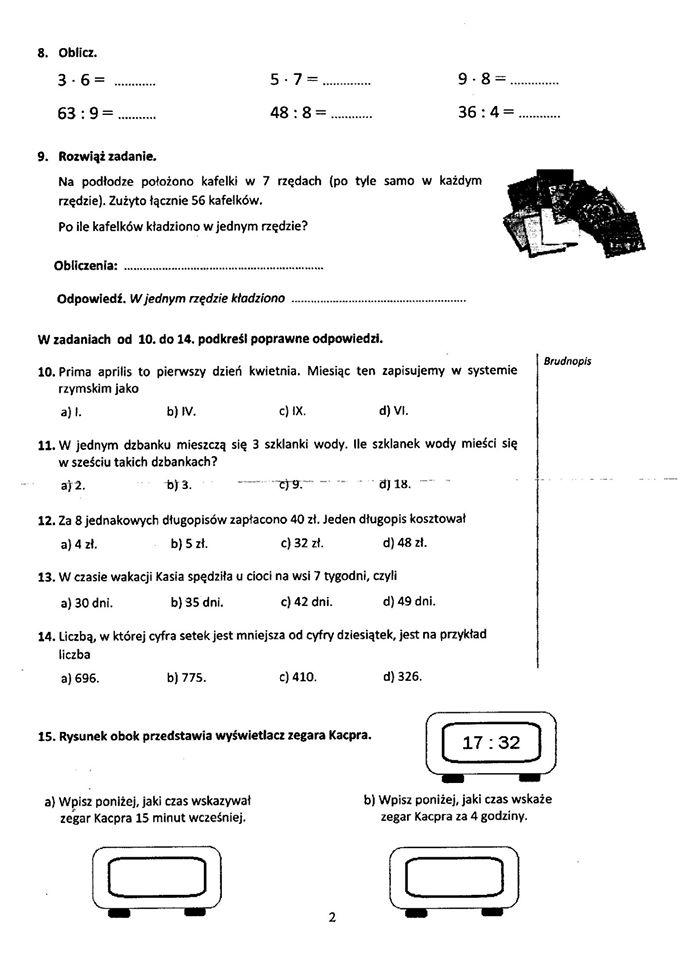 8. Oblicz.
3 · 6 = ............ 5 · 7 = .............. 9 · 8 = ..............
63 : 9 = ........... 48 : 8 = ............ 36 : 4 = ............
9. Rozwiąż zadanie.
Na podłodze położono kafelki w 7 rzędach (po tyle samo w każdym
rzędzie). Zużyto łącznie 56 kafelków.
Po ile kafelków kładziono w jednym rzędzie?
Obliczenia: ..............................................................
Odpowiedź. W jednym rzędzie kładziono ......................................................
W zadaniach od 10. do 14. podkreśl poprawne odpowiedzi.
Brudnopis
10. Prima aprilis to pierwszy dzień kwietnia. Miesiąc ten zapisujemy w systemie
rzymskim jako
a) I. b) IV. c) IX. d) VI.
11. W jednym dzbanku mieszczą się 3 szklanki wody. Ile szklanek wody mieści się
w sześciu takich dzbankach?
a) 2. b) 3. c) 9. d) 18.
12. Za 8 jednakowych długopisów zapłacono 40 zł. Jeden długopis kosztował
a) 4 zł. b) 5 zł. c) 32 zł. d) 48 zł.
13. W czasie wakacji Kasia spędziła u cioci na wsi 7 tygodni, czyli
a) 30 dni. b) 35 dni. c) 42 dni. d) 49 dni.
14. Liczbą, w której cyfra setek jest mniejsza od cyfry dziesiątek, jest na przykład
liczba
a) 696. b) 775. c) 410. d) 326.
15. Rysunek obok przedstawia wyświetlacz zegara Kacpra.
17 : 32
a) Wpisz poniżej, jaki czas wskazywał
zegar Kacpra 15 minut wcześniej.
b) Wpisz poniżej, jaki czas wskaże
zegar Kacpra za 4 godziny.
2